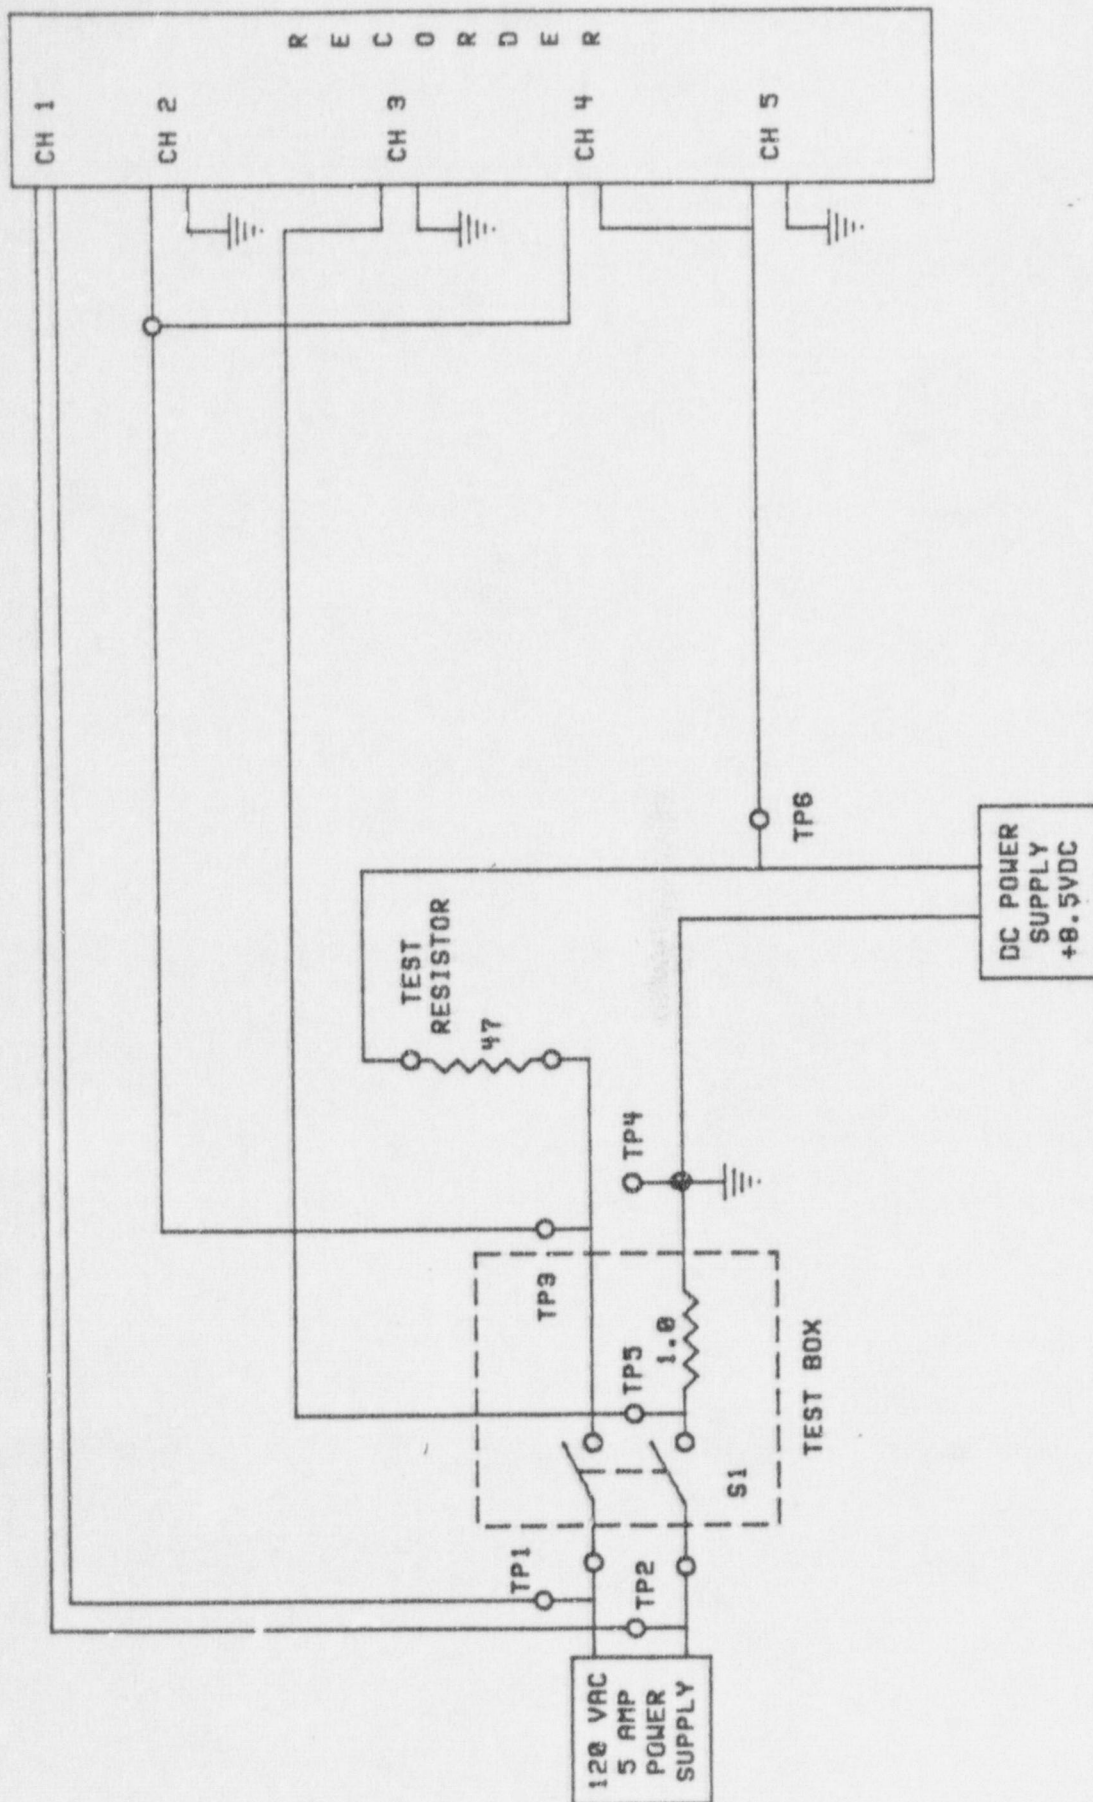 RECORDER
CH 1
CH 2
CH 3
CH 4
CH 5
TEST
RESISTOR
47
TP6
DC POWER
SUPPLY
+8.5VDC
TP4
TP3
TP5
1.0
S1
TEST BOX
TP1
TP2
120 VAC
5 AMP
POWER
SUPPLY